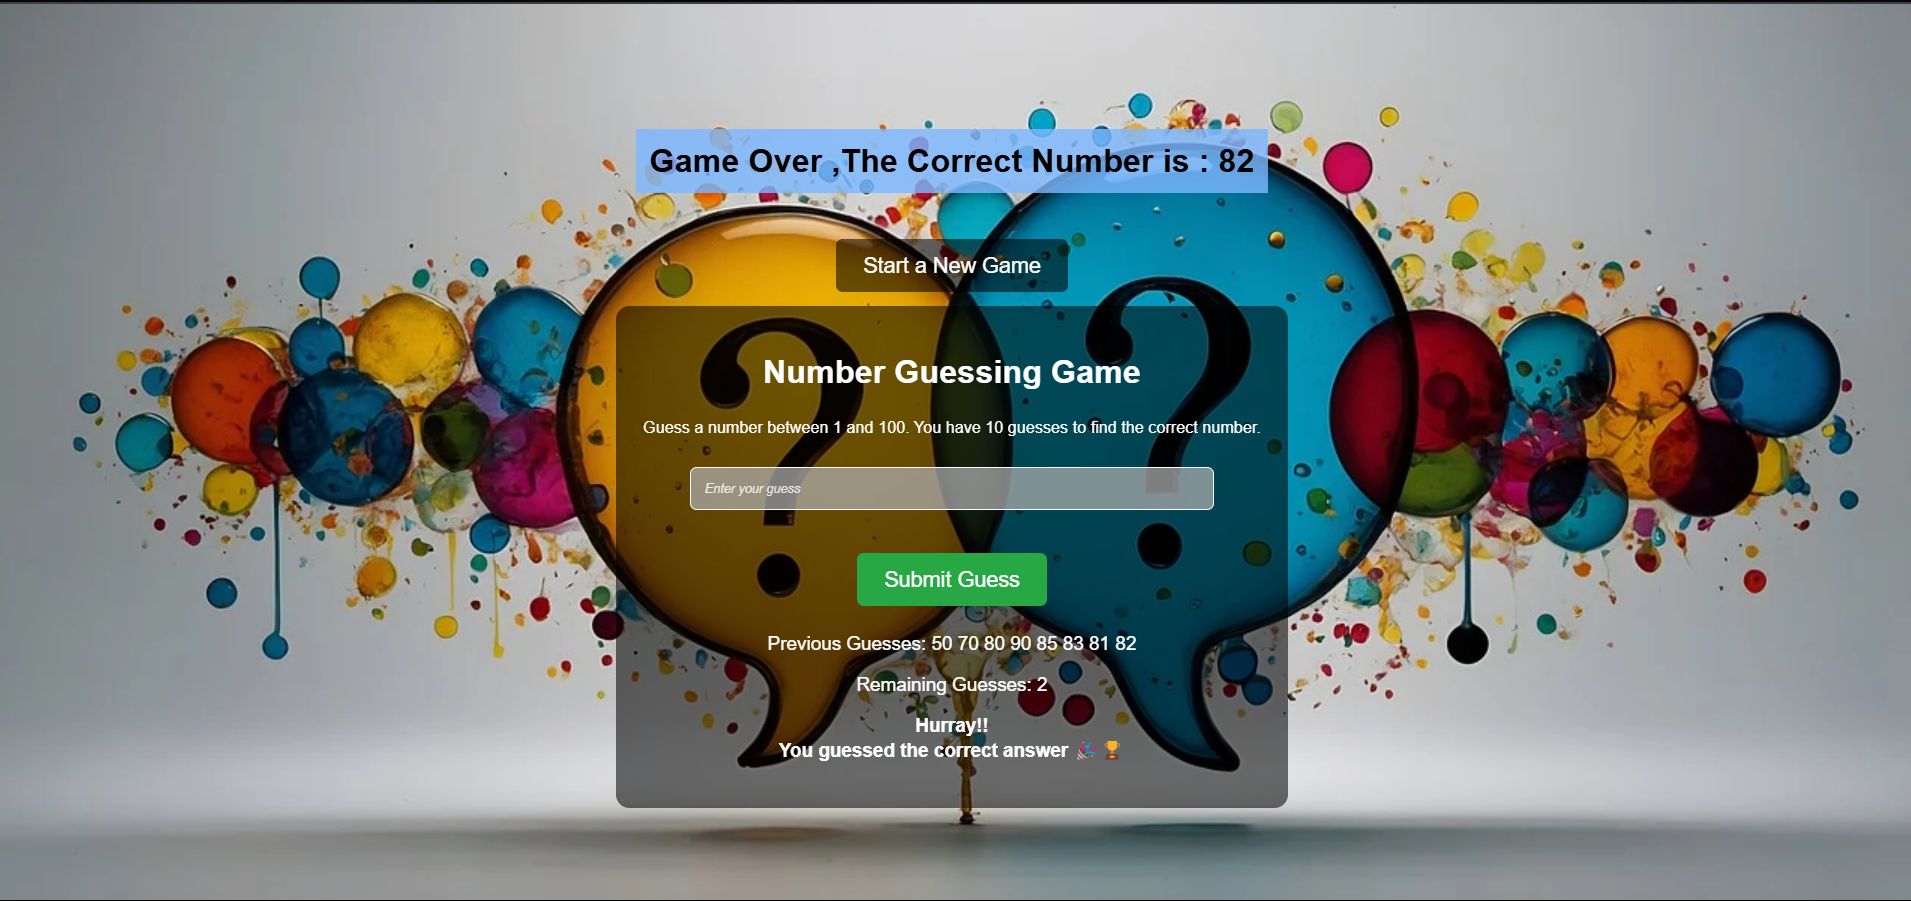 Game Over ,The Correct Number is : 82
Start a New Game
Number Guessing Game
Guess a number between 1 and 100. You have 10 guesses to find the correct number.
Enter your guess
Submit Guess
Previous Guesses: 50 70 80 90 85 83 81 82
Remaining Guesses: 2
Hurray!!
You guessed the correct answer 🎉 🏆